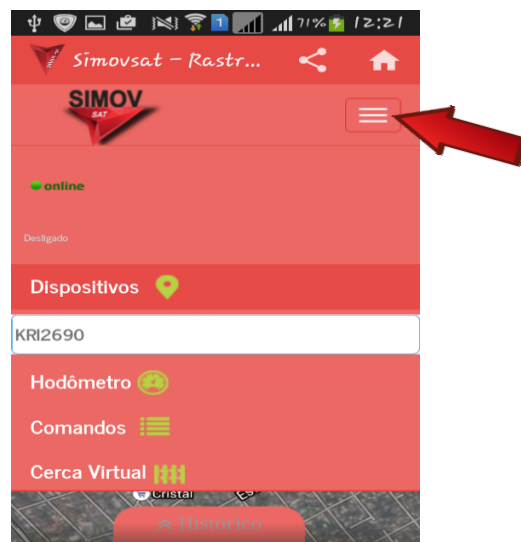 71% 12:21
Simovsat - Rastr...
SIMOV
SAT
online
Desligado
Dispositivos
KRI2690
Hodômetro
Comandos
Cerca Virtual
Cristal
Histórico